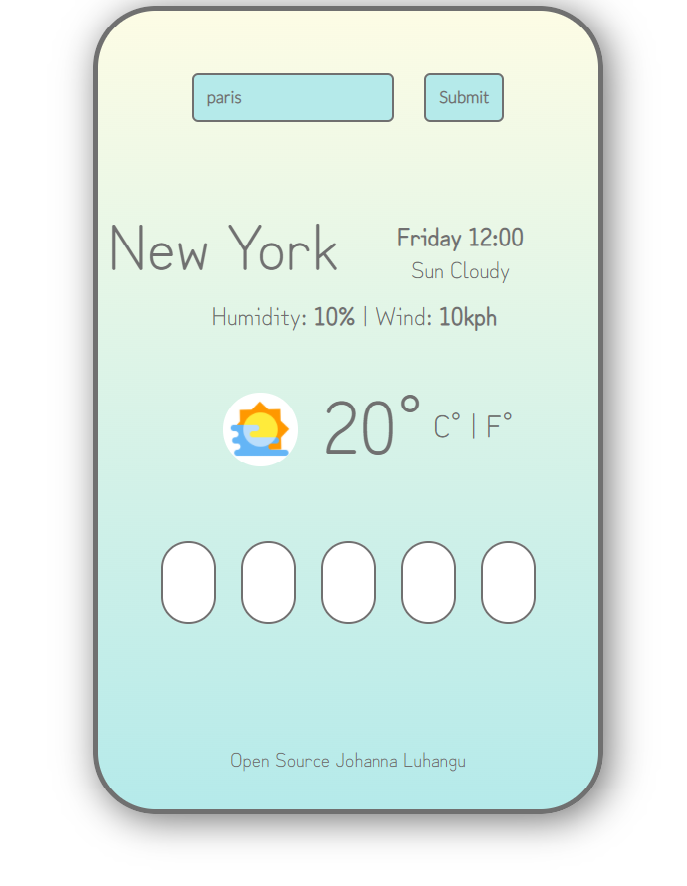 paris Submit
New York
Friday 12:00
Sun Cloudy
Humidity: 10% | Wind: 10kph
20° C° | F°
Open Source Johanna Luhangu